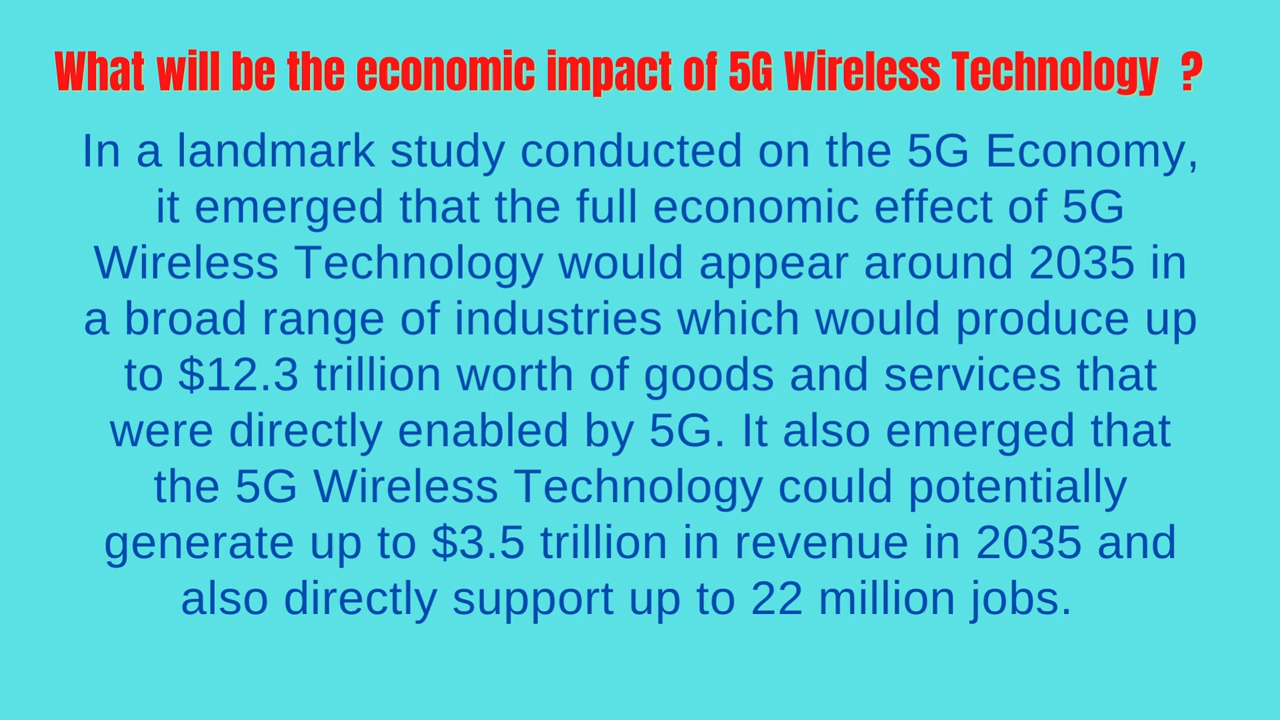 What will be the economic impact of 5G Wireless Technology ?
In a landmark study conducted on the 5G Economy,
it emerged that the full economic effect of 5G
Wireless Technology would appear around 2035 in
a broad range of industries which would produce up
to $12.3 trillion worth of goods and services that
were directly enabled by 5G. It also emerged that
the 5G Wireless Technology could potentially
generate up to $3.5 trillion in revenue in 2035 and
also directly support up to 22 million jobs.